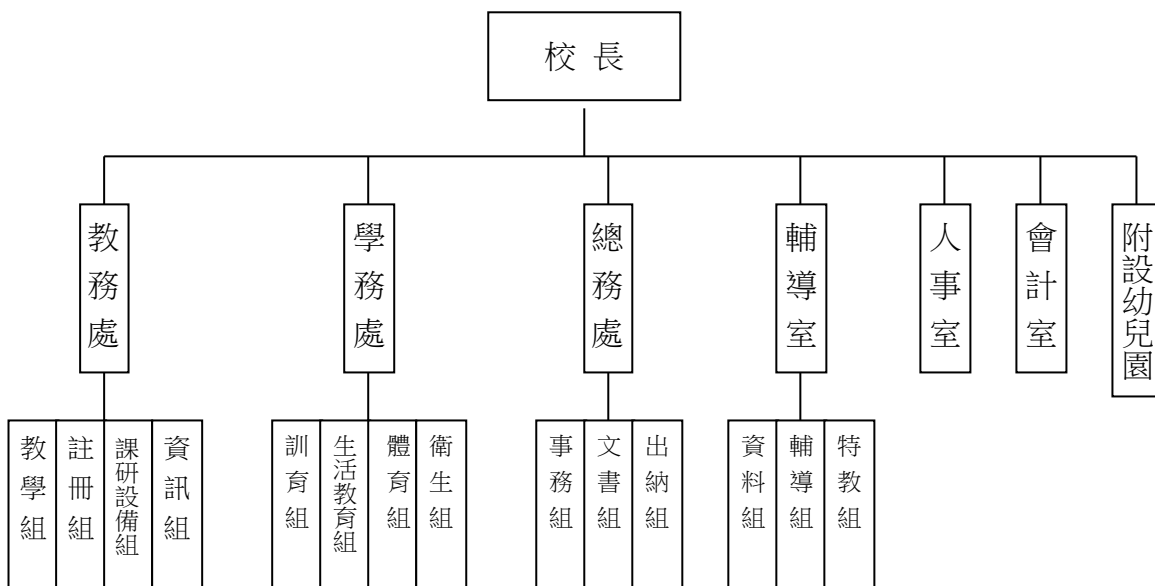 校長
教務處
學務處
總務處
輔導室
人事室
會計室
附設幼兒園
教學組
註冊組
課研設備組
資訊組
訓育組
生活教育組
體育組
衛生組
事務組
文書組
出納組
資料組
輔導組
特教組